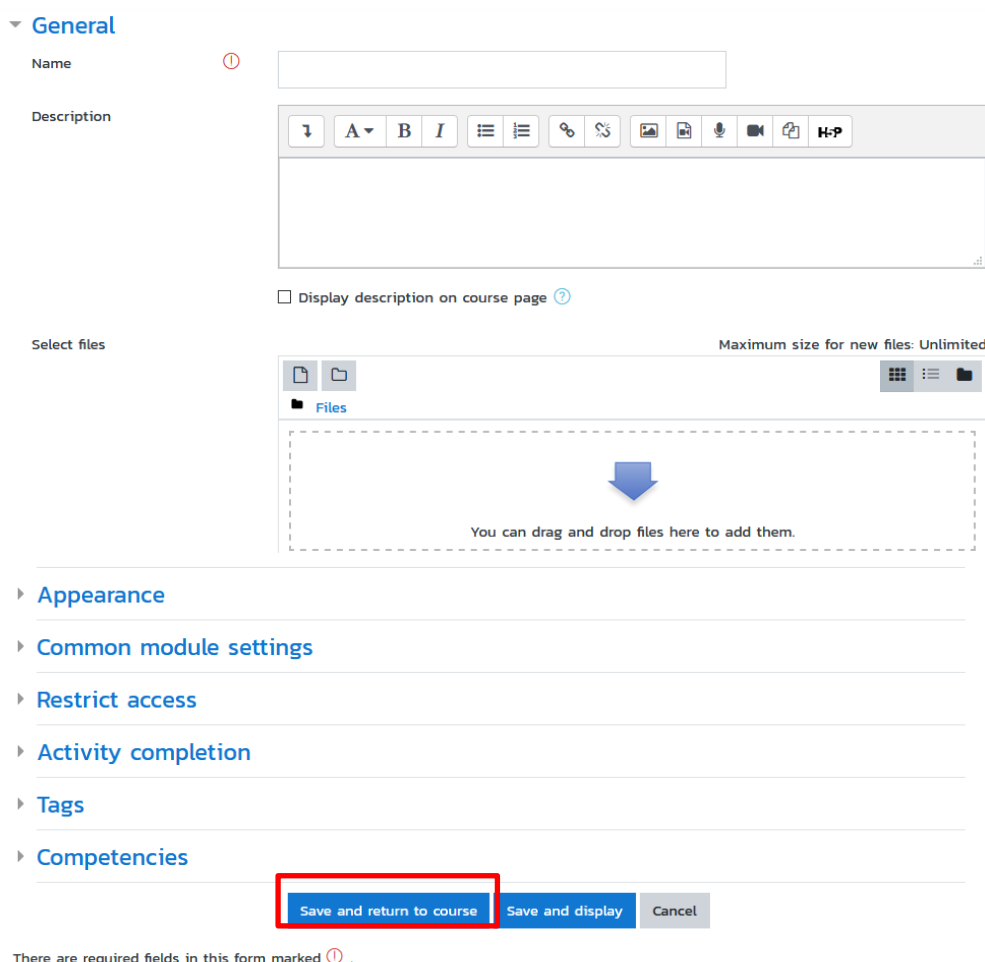 General
Name
Description
A B I H-P
Display description on course page
Select files
Maximum size for new files: Unlimited
Files
You can drag and drop files here to add them.
Appearance
Common module settings
Restrict access
Activity completion
Tags
Competencies
Save and return to course Save and display Cancel
There are required fields in this form marked .